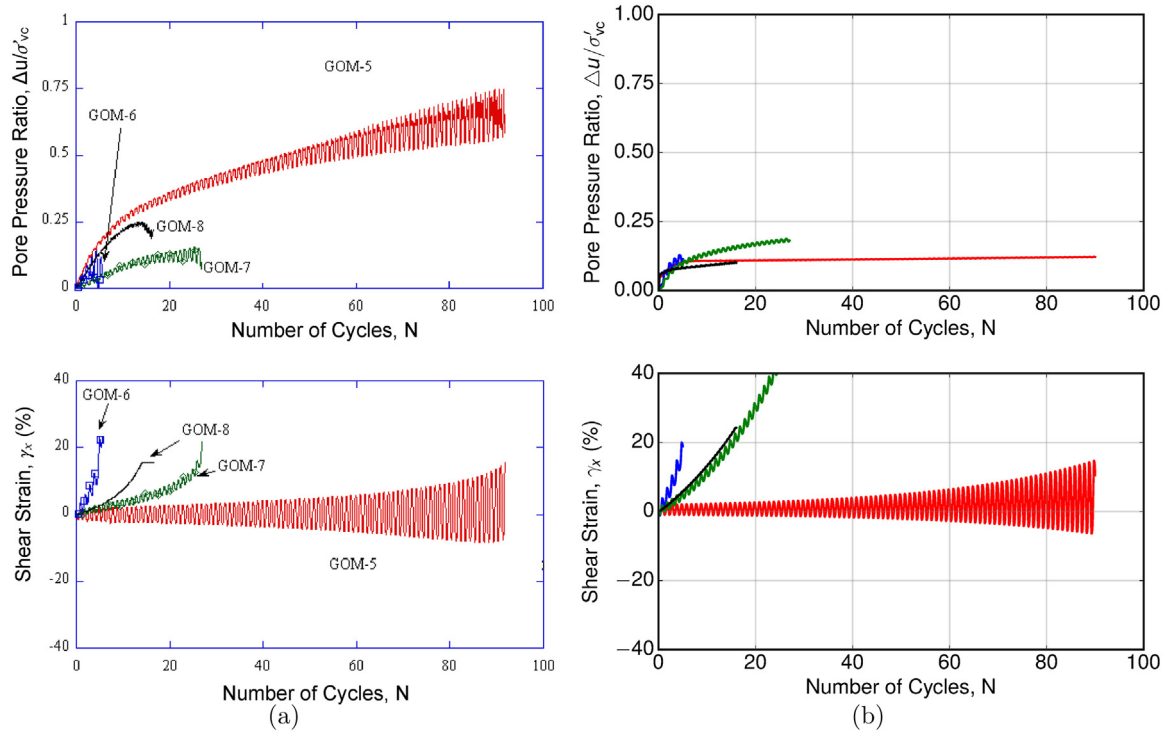 Pore Pressure Ratio, Δu/σ'vc
1
0.75
0.5
0.25
0
0 20 40 60 80 100
GOM-5
GOM-6
GOM-8
GOM-7
Number of Cycles, N
Pore Pressure Ratio, △u/σ'vc
1.00
0.75
0.50
0.25
0.00
0 20 40 60 80 100
Number of Cycles, N
Shear Strain, γx (%)
40
20
0
-20
-40
0 20 40 60 80 100
GOM-6
GOM-8
GOM-7
GOM-5
Number of Cycles, N
(a)
Shear Strain, γx (%)
40
20
0
−20
−40
0 20 40 60 80 100
Number of Cycles, N
(b)